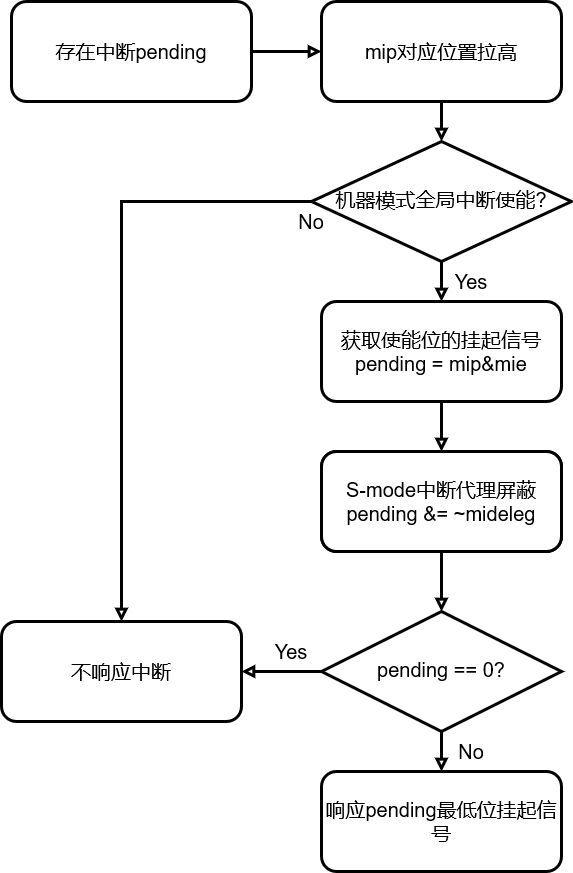 存在中断pending
mip对应位置拉高
机器模式全局中断使能?
No
Yes
获取使能位的挂起信号
pending = mip&mie
S-mode中断代理屏蔽
pending &= ~mideleg
不响应中断
Yes
pending == 0?
No
响应pending最低位挂起信
号